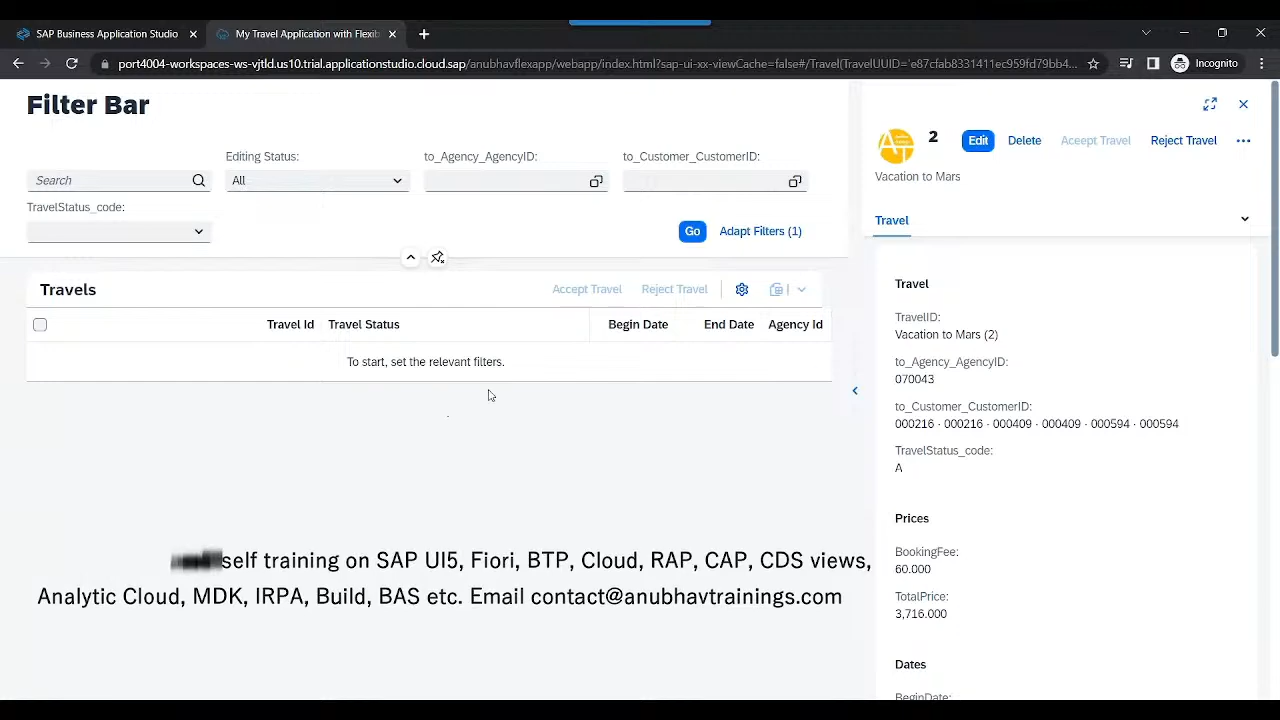 SAP Business Application Studio
My Travel Application with Flexib
port4004-workspaces-ws-vjtld.us10.trial.applicationstudio.cloud.sap/anubhavflexapp/webapp/index.html?sap-ui-xx-viewCache=false#/Travel(TravelUUID='e87cfab8331411ec959fd79bb4...
Incognito
Filter Bar
Editing Status:
to_Agency_AgencyID:
to_Customer_CustomerID:
Search
All
TravelStatus_code:
Go
Adapt Filters (1)
Travels
Accept Travel
Reject Travel
Travel Id
Travel Status
Begin Date
End Date
Agency Id
To start, set the relevant filters.
self training on SAP UI5, Fiori, BTP, Cloud, RAP, CAP, CDS views,
Analytic Cloud, MDK, IRPA, Build, BAS etc. Email contact@anubhavtrainings.com
AT
2
Edit
Delete
Aceept Travel
Reject Travel
Vacation to Mars
Travel
Travel
TravelID:
Vacation to Mars (2)
to_Agency_AgencyID:
070043
to_Customer_CustomerID:
000216 · 000216 · 000409 · 000409 · 000594 · 000594
TravelStatus_code:
A
Prices
BookingFee:
60.000
TotalPrice:
3,716.000
Dates
BeginDate: